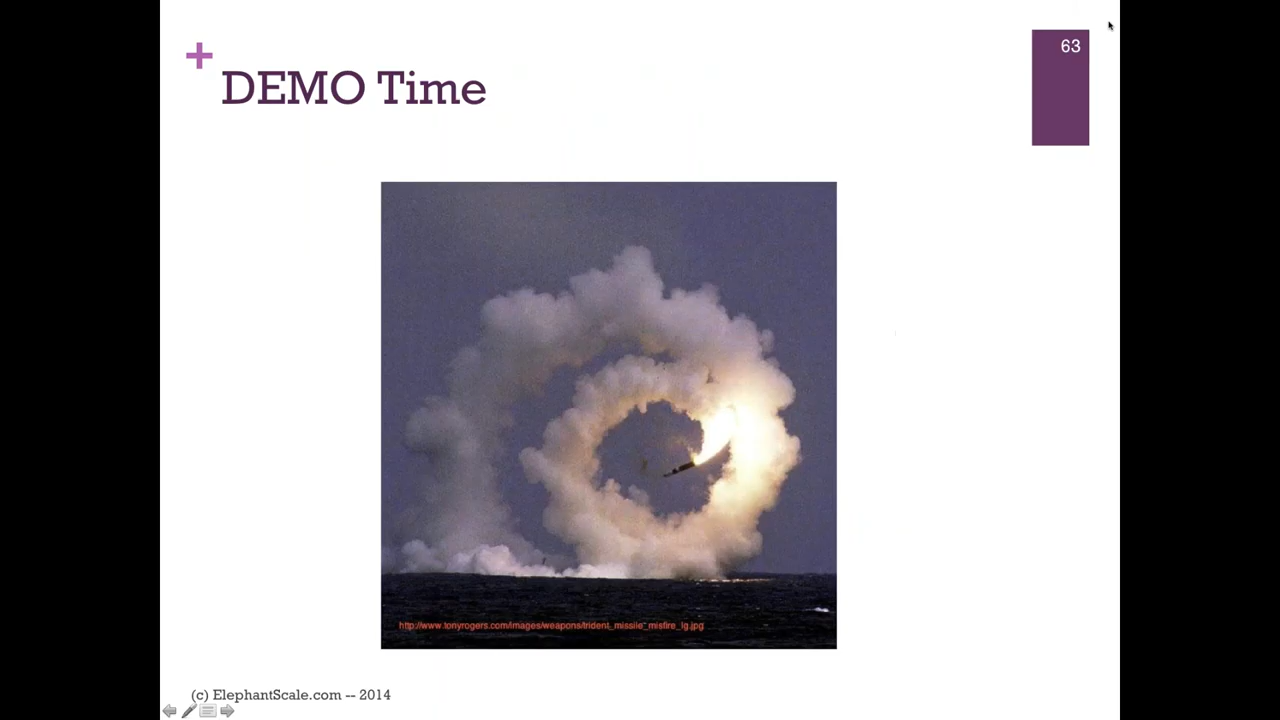 +
DEMO Time
63
http://www.tonyrogers.com/images/weapons/trident_missile_misfire_lg.jpg
(c) ElephantScale.com -- 2014